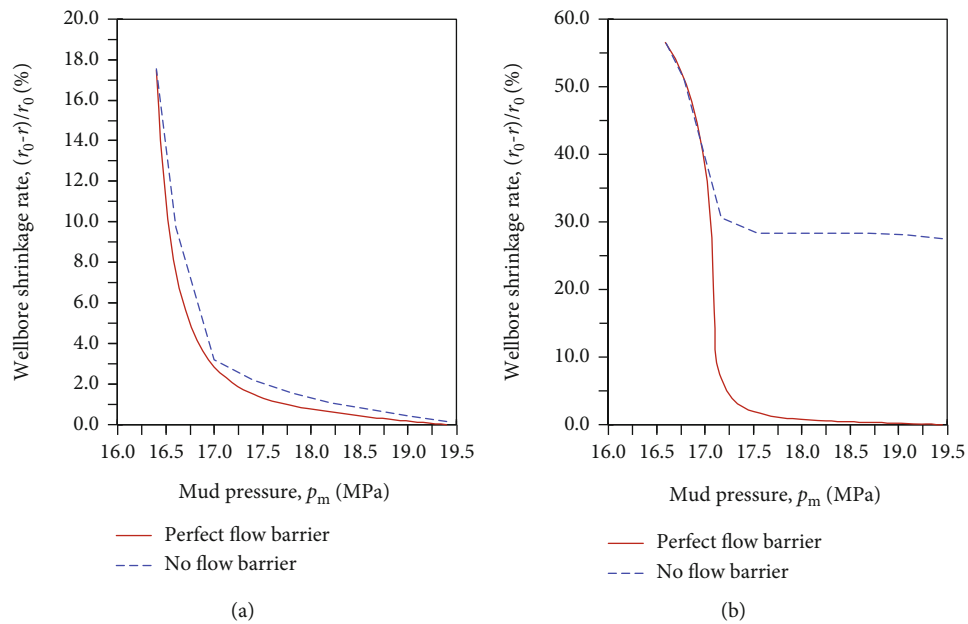 Wellbore shrinkage rate, (r0-r)/r0 (%)
20.0
18.0
16.0
14.0
12.0
10.0
8.0
6.0
4.0
2.0
0.0
16.0 16.5 17.0 17.5 18.0 18.5 19.0 19.5
Mud pressure, pm (MPa)
Perfect flow barrier
No flow barrier
(a)
Wellbore shrinkage rate, (r0-r)/r0 (%)
60.0
50.0
40.0
30.0
20.0
10.0
0.0
16.0 16.5 17.0 17.5 18.0 18.5 19.0 19.5
Mud pressure, pm (MPa)
Perfect flow barrier
No flow barrier
(b)